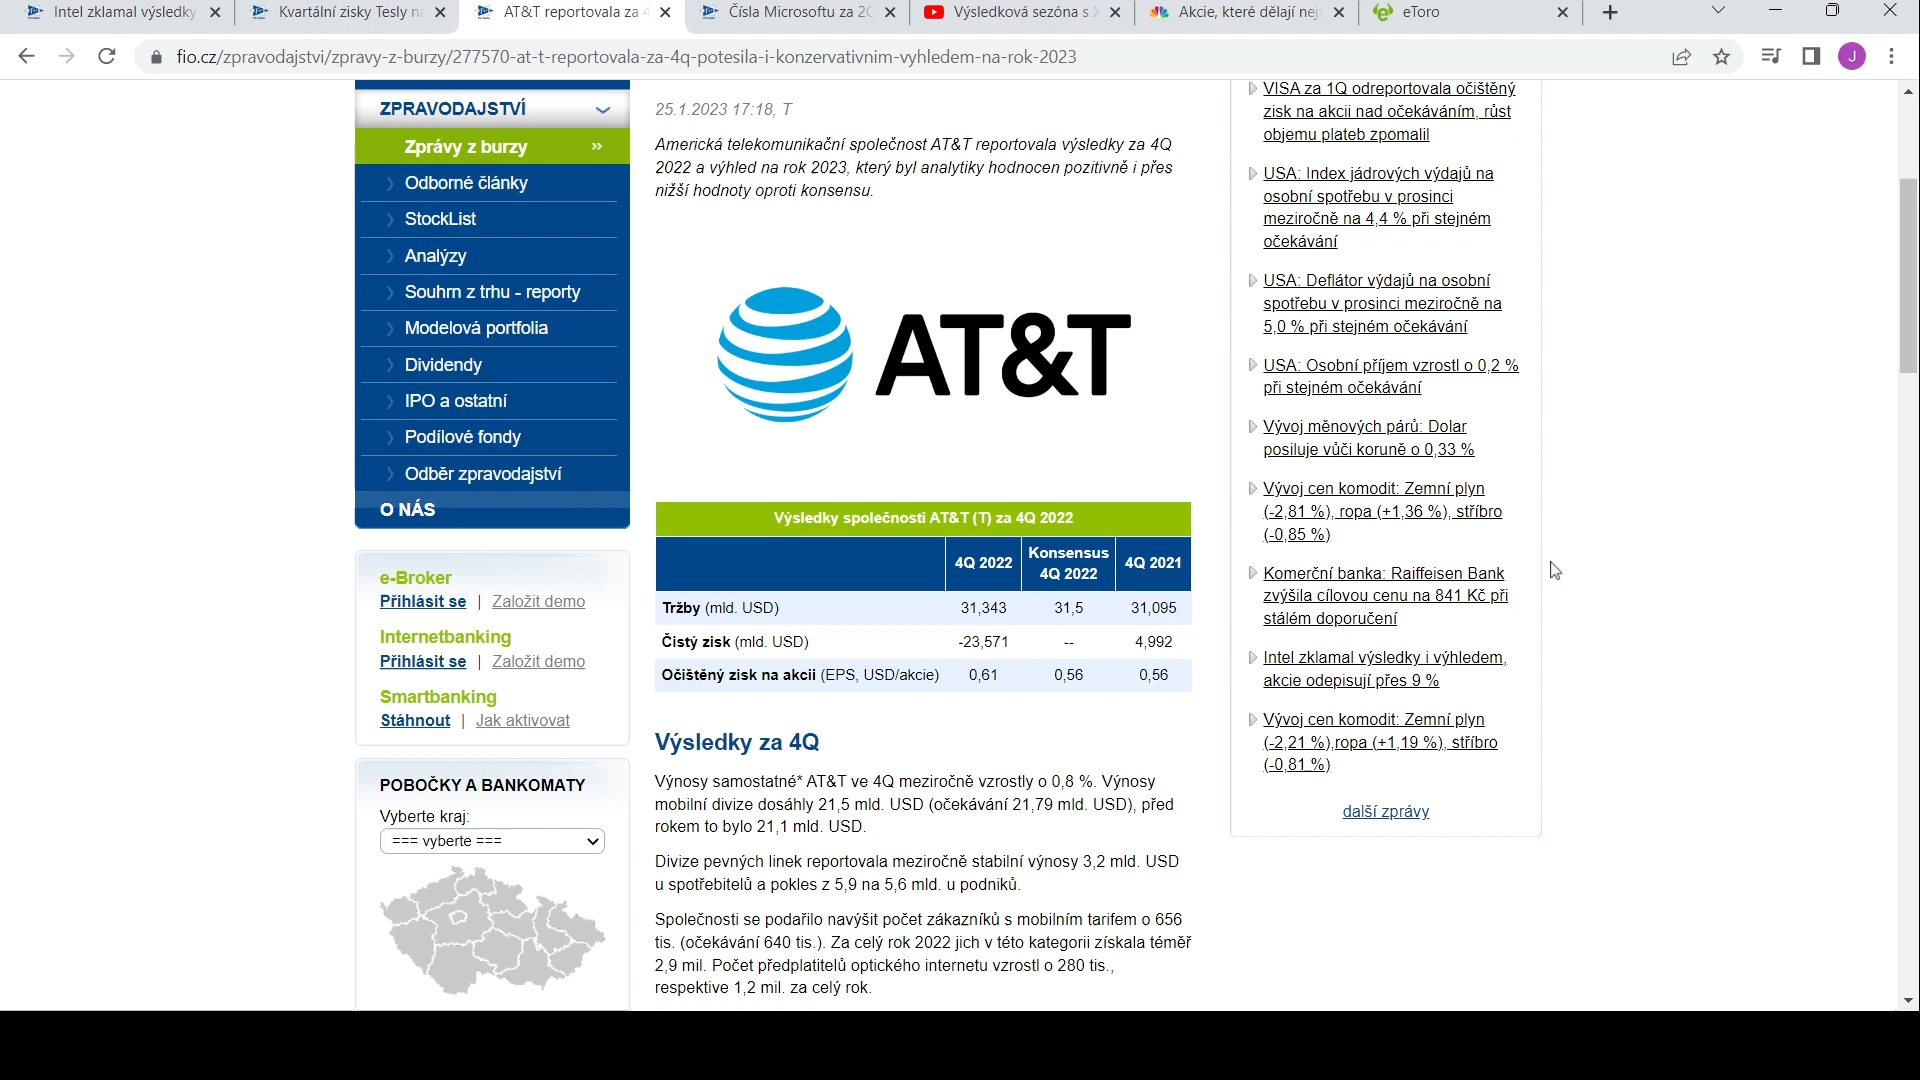 Intel zklamal výsledky
Kvartální zisky Tesly n
AT&T reportovala za 4
Čísla Microsoftu za 2Q
Výsledková sezóna s
Akcie, které dělají nej
eToro
fio.cz/zpravodajstvi/zpravy-z-burzy/277570-at-t-reportovala-za-4q-potesila-i-konzervativnim-vyhledem-na-rok-2023
J
ZPRAVODAJSTVÍ
Zprávy z burzy
Odborné články
StockList
Analýzy
Souhrn z trhu - reporty
Modelová portfolia
Dividendy
IPO a ostatní
Podílové fondy
Odběr zpravodajství
O NÁS
e-Broker
Přihlásit se | Založit demo
Internetbanking
Přihlásit se | Založit demo
Smartbanking
Stáhnout | Jak aktivovat
POBOČKY A BANKOMATY
Vyberte kraj:
=== vyberte ===
25.1.2023 17:18, T
Americká telekomunikační společnost AT&T reportovala výsledky za 4Q
2022 a výhled na rok 2023, který byl analytiky hodnocen pozitivně i přes
nižší hodnoty oproti konsensu.
AT&T
Výsledky společnosti AT&T (T) za 4Q 2022
4Q 2022 Konsensus 4Q 2022 4Q 2021
Tržby (mld. USD) 31,343 31,5 31,095
Čistý zisk (mld. USD) -23,571 -- 4,992
Očištěný zisk na akcii (EPS, USD/akcie) 0,61 0,56 0,56
Výsledky za 4Q
Výnosy samostatné* AT&T ve 4Q meziročně vzrostly o 0,8 %. Výnosy
mobilní divize dosáhly 21,5 mld. USD (očekávání 21,79 mld. USD), před
rokem to bylo 21,1 mld. USD.
Divize pevných linek reportovala meziročně stabilní výnosy 3,2 mld. USD
u spotřebitelů a pokles z 5,9 na 5,6 mld. u podniků.
Společnosti se podařilo navýšit počet zákazníků s mobilním tarifem o 656
tis. (očekávání 640 tis.). Za celý rok 2022 jich v této kategorii získala téměř
2,9 mil. Počet předplatitelů optického internetu vzrostl o 280 tis.,
respektive 1,2 mil. za celý rok.
VISA za 1Q odreportovala očištěný
zisk na akcii nad očekáváním, růst
objemu plateb zpomalil
USA: Index jádrových výdajů na
osobní spotřebu v prosinci
meziročně na 4,4 % při stejném
očekávání
USA: Deflátor výdajů na osobní
spotřebu v prosinci meziročně na
5,0 % při stejném očekávání
USA: Osobní příjem vzrostl o 0,2 %
při stejném očekávání
Vývoj měnových párů: Dolar
posiluje vůči koruně o 0,33 %
Vývoj cen komodit: Zemní plyn
(-2,81 %), ropa (+1,36 %), stříbro
(-0,85 %)
Komerční banka: Raiffeisen Bank
zvýšila cílovou cenu na 841 Kč při
stálém doporučení
Intel zklamal výsledky i výhledem,
akcie odepisují přes 9 %
Vývoj cen komodit: Zemní plyn
(-2,21 %),ropa (+1,19 %), stříbro
(-0,81 %)
další zprávy